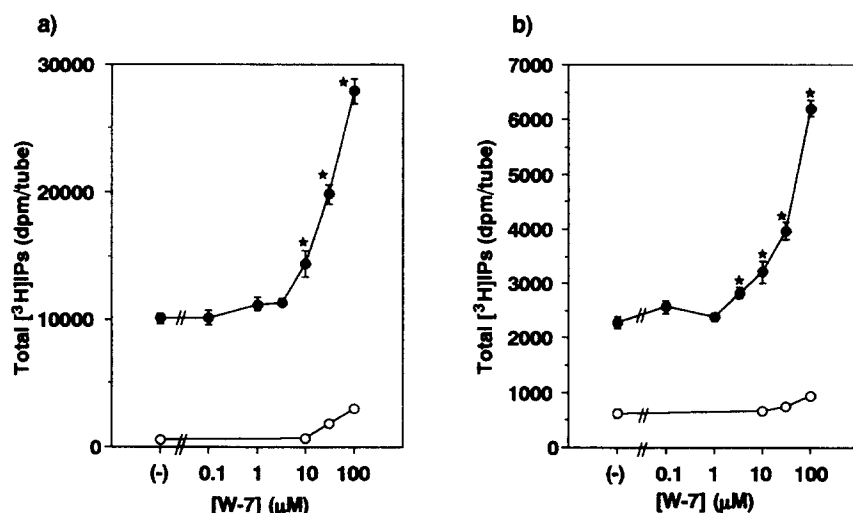 a)
30000
20000
10000
0
Total [³H]IPs (dpm/tube)
(-) 0.1 1 10 100
[W-7] (μM)
b)
7000
6000
5000
4000
3000
2000
1000
0
Total [³H]IPs (dpm/tube)
(-) 0.1 1 10 100
[W-7] (μM)